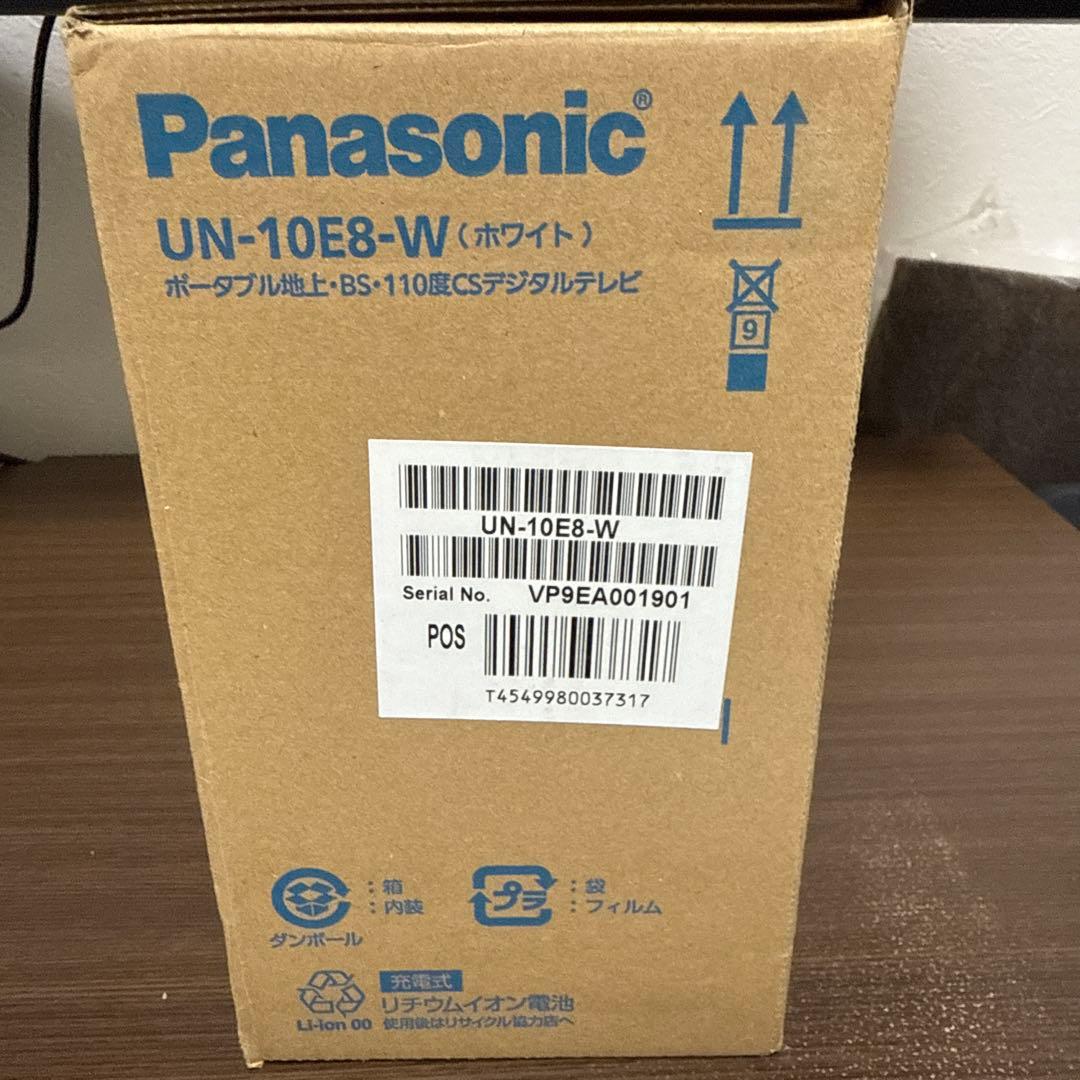 Panasonic®
UN-10E8-W（ホワイト）
ポータブル地上・BS・110度CSデジタルテレビ
9
UN-10E8-W
Serial No. VP9EA001901
POS
T4549980037317
：箱
：内装
ダンボール
プラ
：袋
：フィルム
充電式
リチウムイオン電池
Li-ion 00 使用後はリサイクル協力店へ